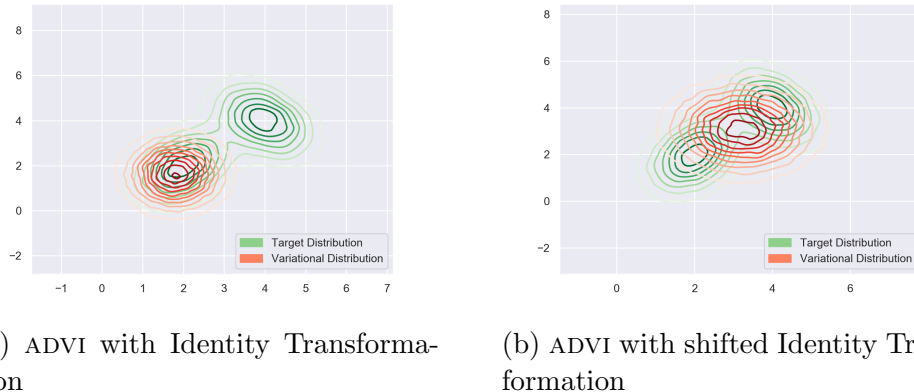 8
6
4
2
0
−2
−1 0 1 2 3 4 5 6 7
Target Distribution
Variational Distribution
8
6
4
2
0
−2
0 2 4 6
Target Distribution
Variational Distribution
) ADVI with Identity Transforma-
on
(b) ADVI with shifted Identity Tr
formation